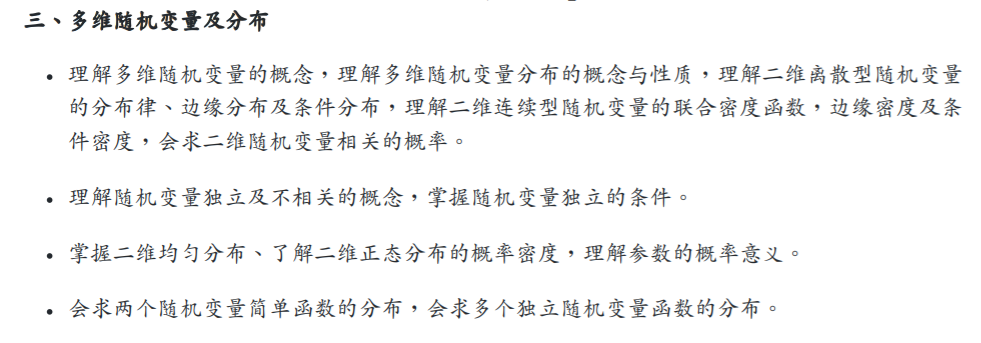 三、多维随机变量及分布
• 理解多维随机变量的概念，理解多维随机变量分布的概念与性质，理解二维离散型随机变量
的分布律、边缘分布及条件分布，理解二维连续型随机变量的联合密度函数，边缘密度及条
件密度，会求二维随机变量相关的概率。
• 理解随机变量独立及不相关的概念，掌握随机变量独立的条件。
• 掌握二维均匀分布、了解二维正态分布的概率密度，理解参数的概率意义。
• 会求两个随机变量简单函数的分布，会求多个独立随机变量函数的分布。